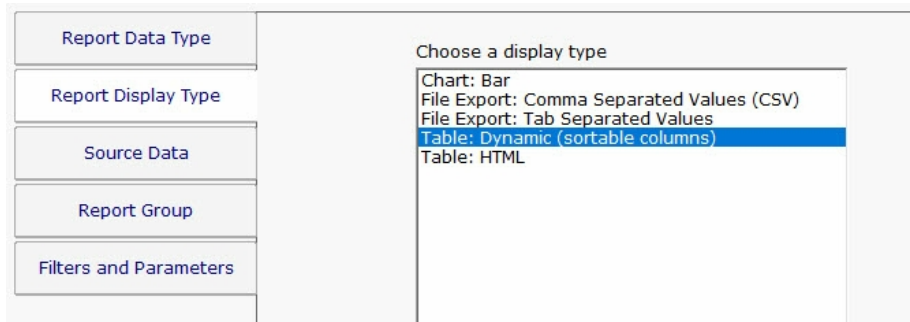 Report Data Type
Report Display Type
Source Data
Report Group
Filters and Parameters
Choose a display type
Chart: Bar
File Export: Comma Separated Values (CSV)
File Export: Tab Separated Values
Table: Dynamic (sortable columns)
Table: HTML